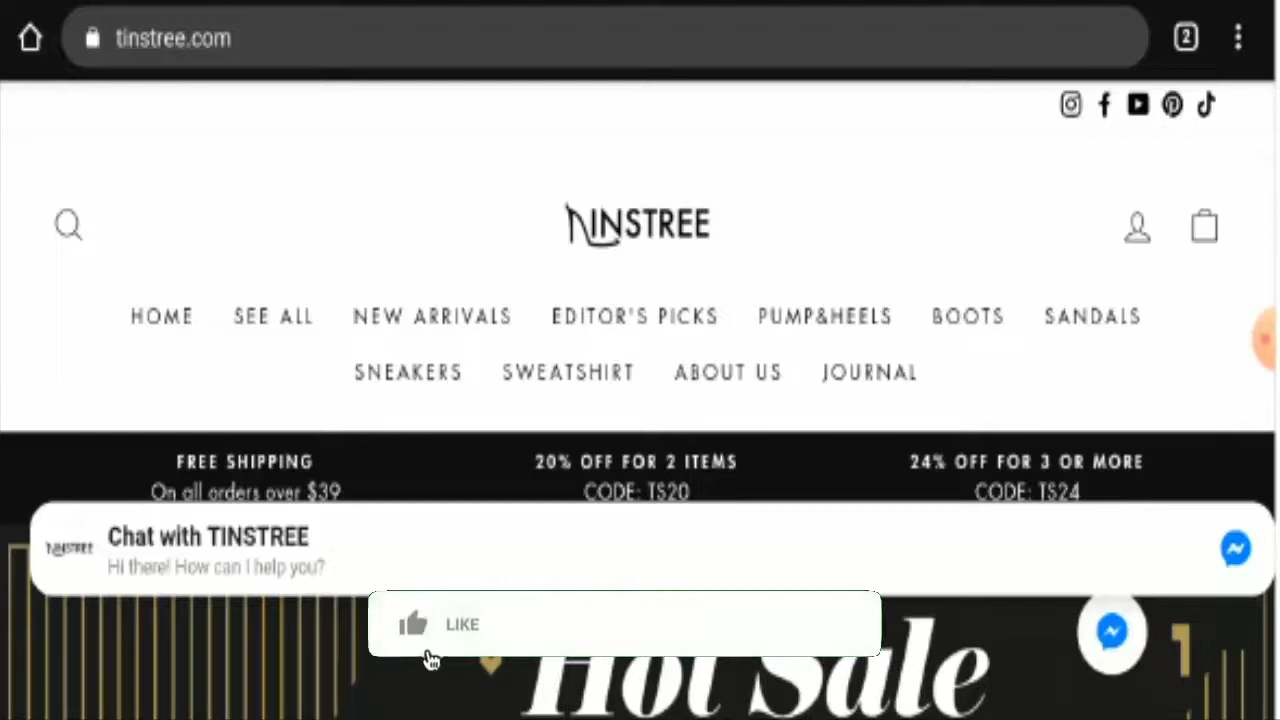 2
tinstree.com
TINSTREE
HOME SEE ALL NEW ARRIVALS EDITOR'S PICKS PUMP&HEELS BOOTS SANDALS
SNEAKERS SWEATSHIRT ABOUT US JOURNAL
FREE SHIPPING
On all orders over $39
20% OFF FOR 2 ITEMS
CODE: TS20
24% OFF FOR 3 OR MORE
CODE: TS24
TINSTREE
Chat with TINSTREE
Hi there! How can I help you?
LIKE
Hot Sale